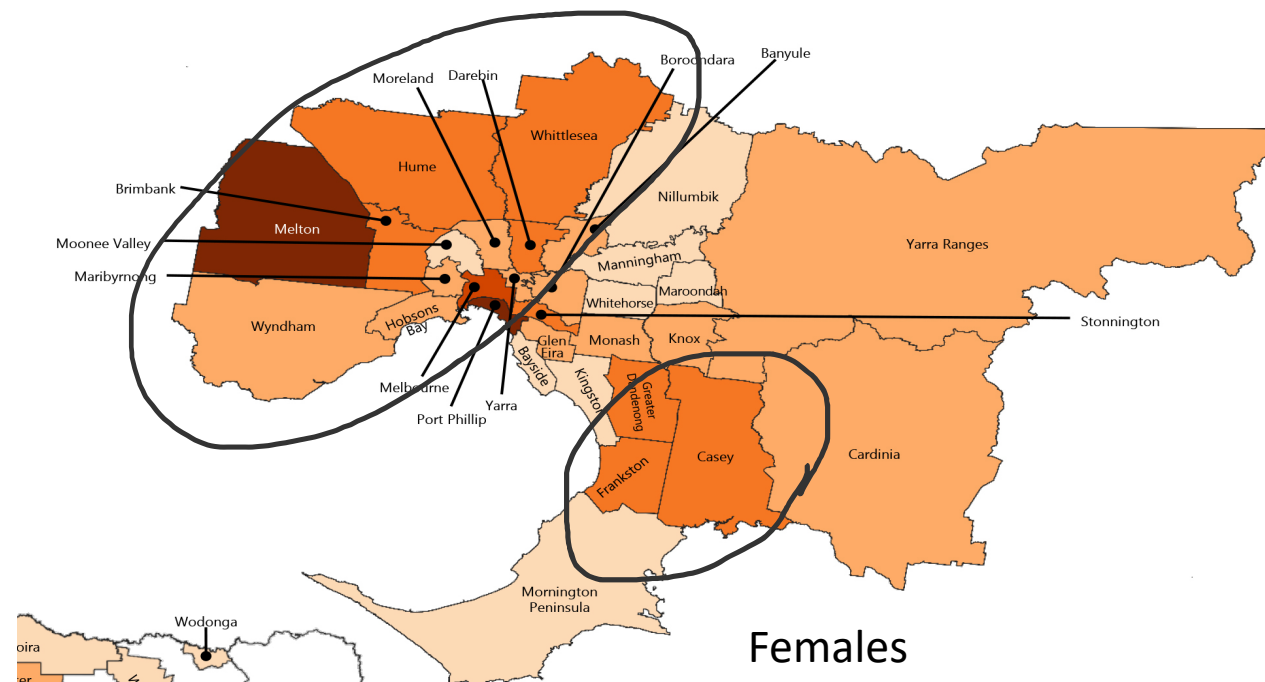 Boroondara
Banyule
Moreland
Darebin
Whittlesea
Hume
Nillumbik
Brimbank
Melton
Moonee Valley
Yarra Ranges
Manningham
Maribyrnong
Maroondah
Whitehorse
Wyndham
Hobsons
Bay
Stonnington
Glen
Eira
Monash
Knox
Bayside
Kingston
Greater
Dandenong
Melbourne
Yarra
Port Phillip
Casey
Cardinia
Frankston
Mornington
Peninsula
Wodonga
Females
oira
er